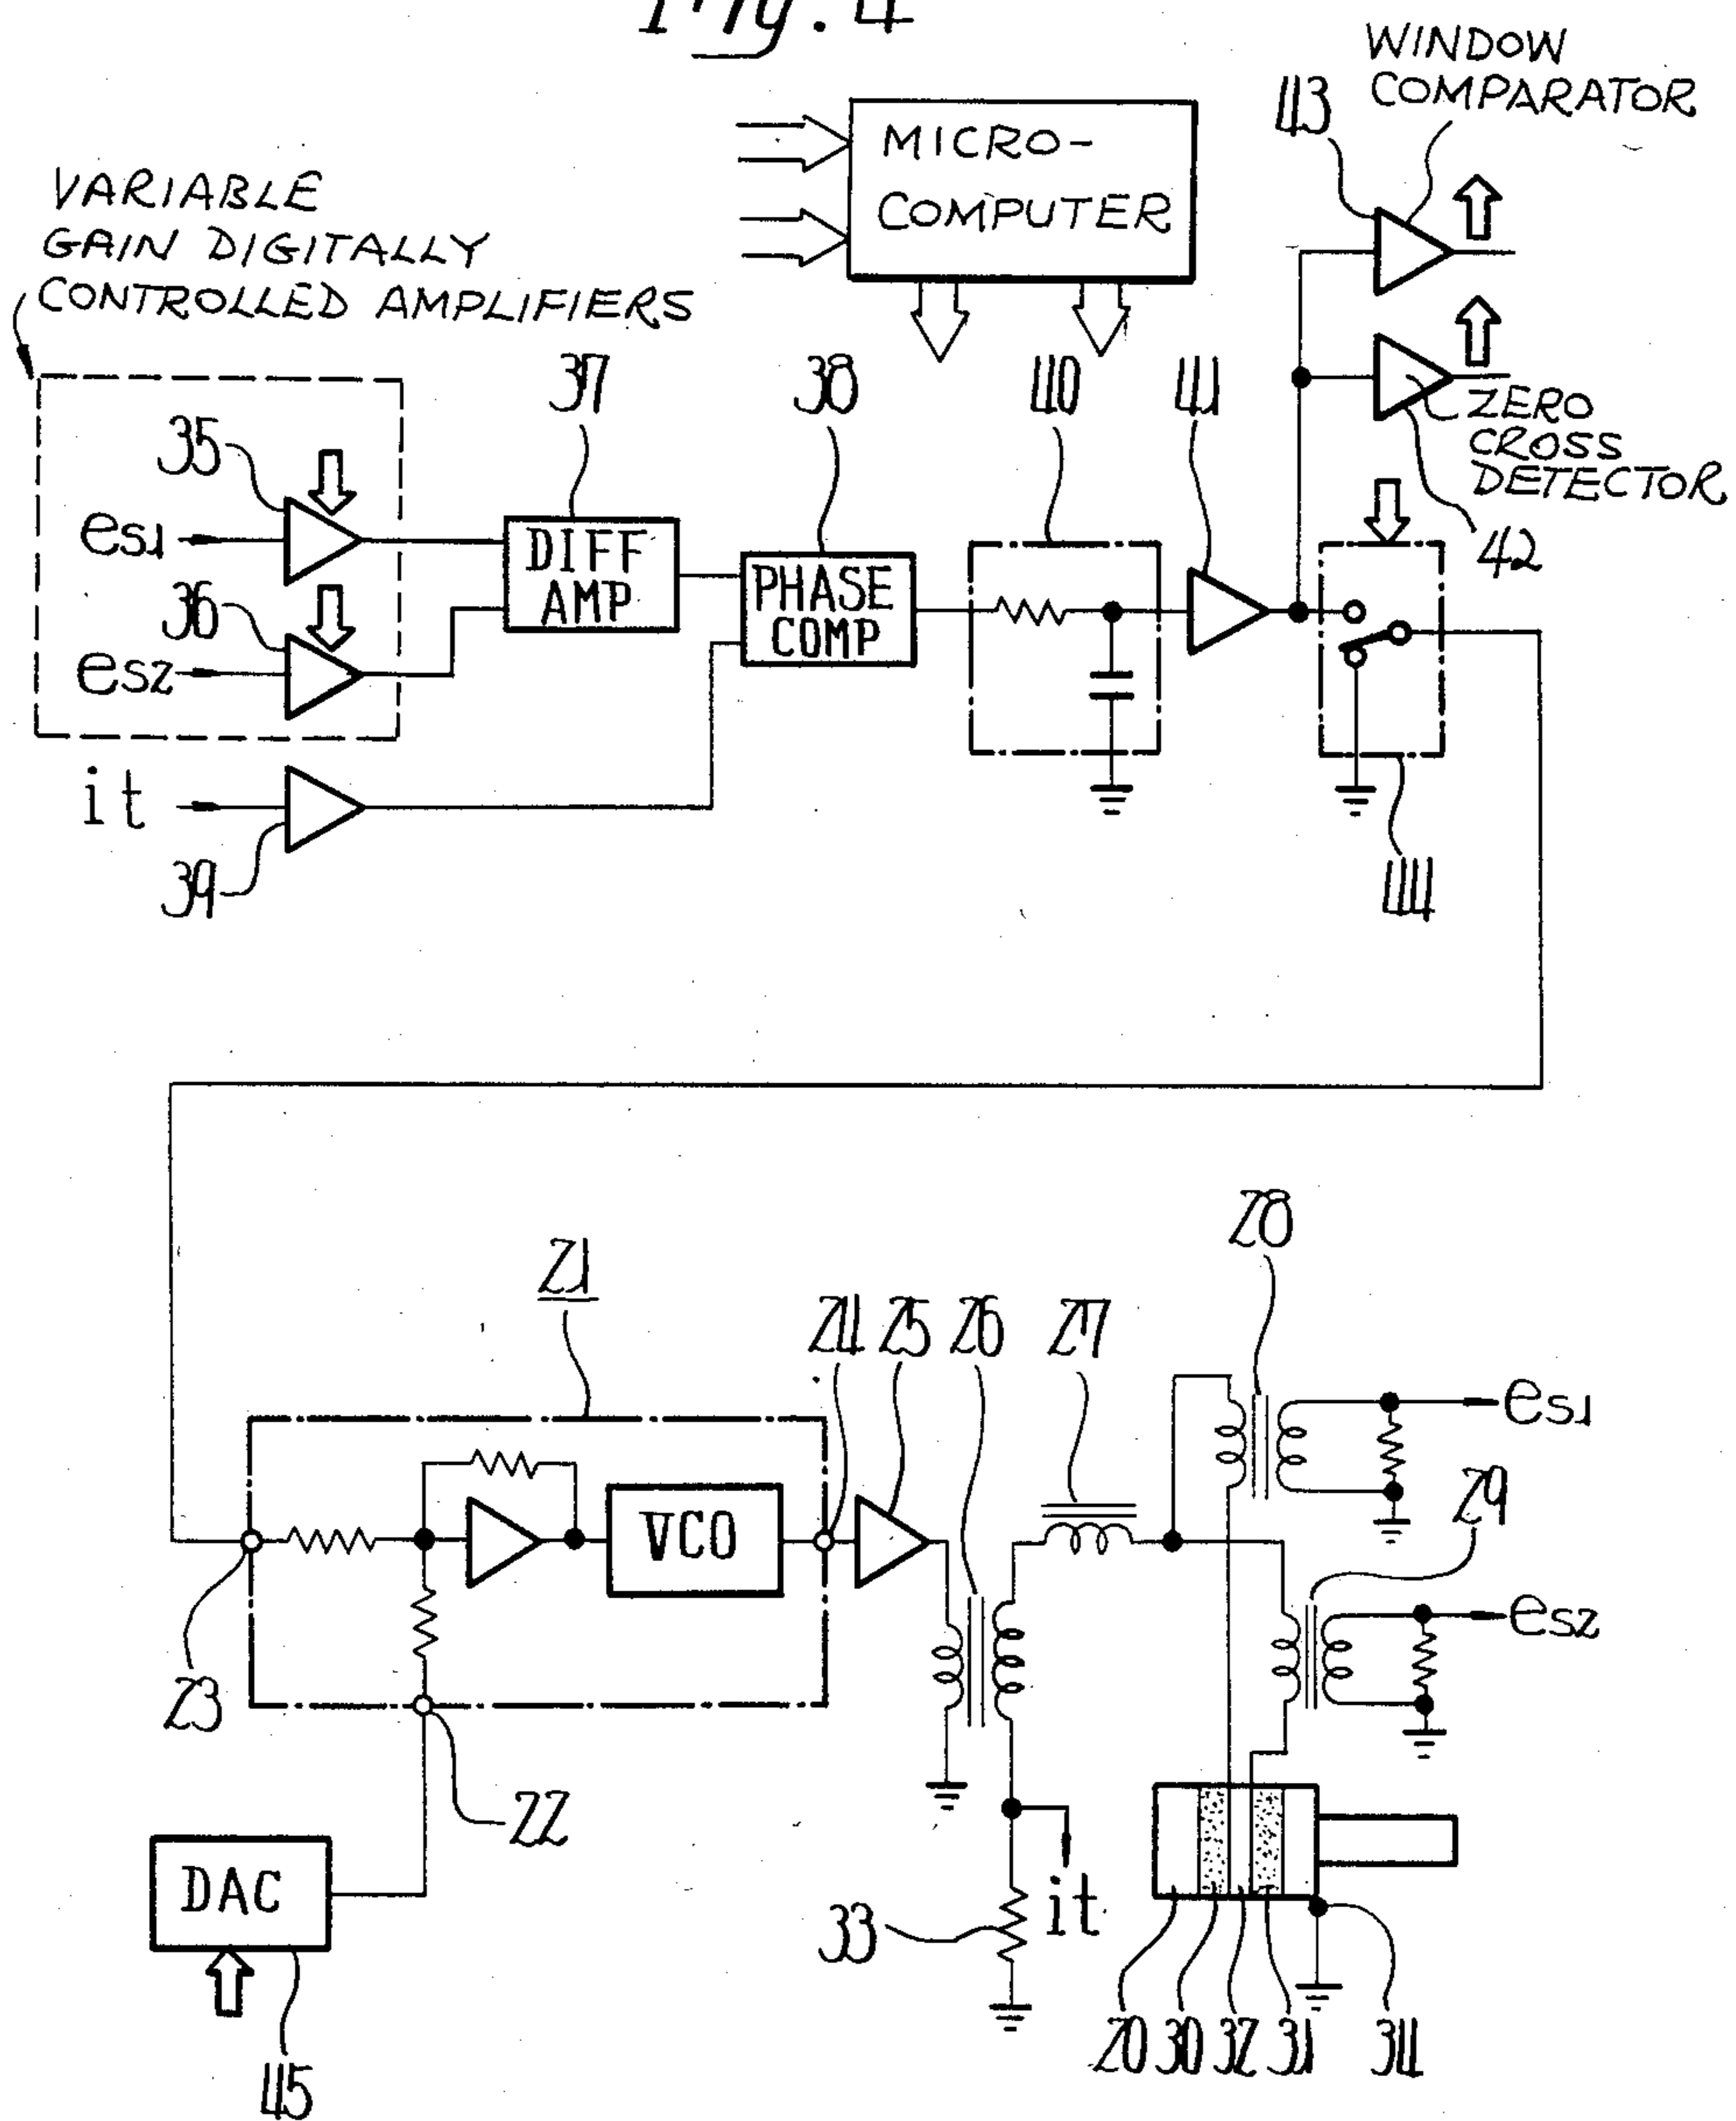 Fig. 4
WINDOW
COMPARATOR
43
MICRO-
COMPUTER
VARIABLE
GAIN DIGITALLY
CONTROLLED AMPLIFIERS
37
38
40
41
ZERO
CROSS
DETECTOR
42
35
es1
DIFF
AMP
PHASE
COMP
36
es2
it
39
44
28
21
24
25
26
27
es1
29
VCO
es2
23
22
DAC
33
it
45
20
30
32
31
34